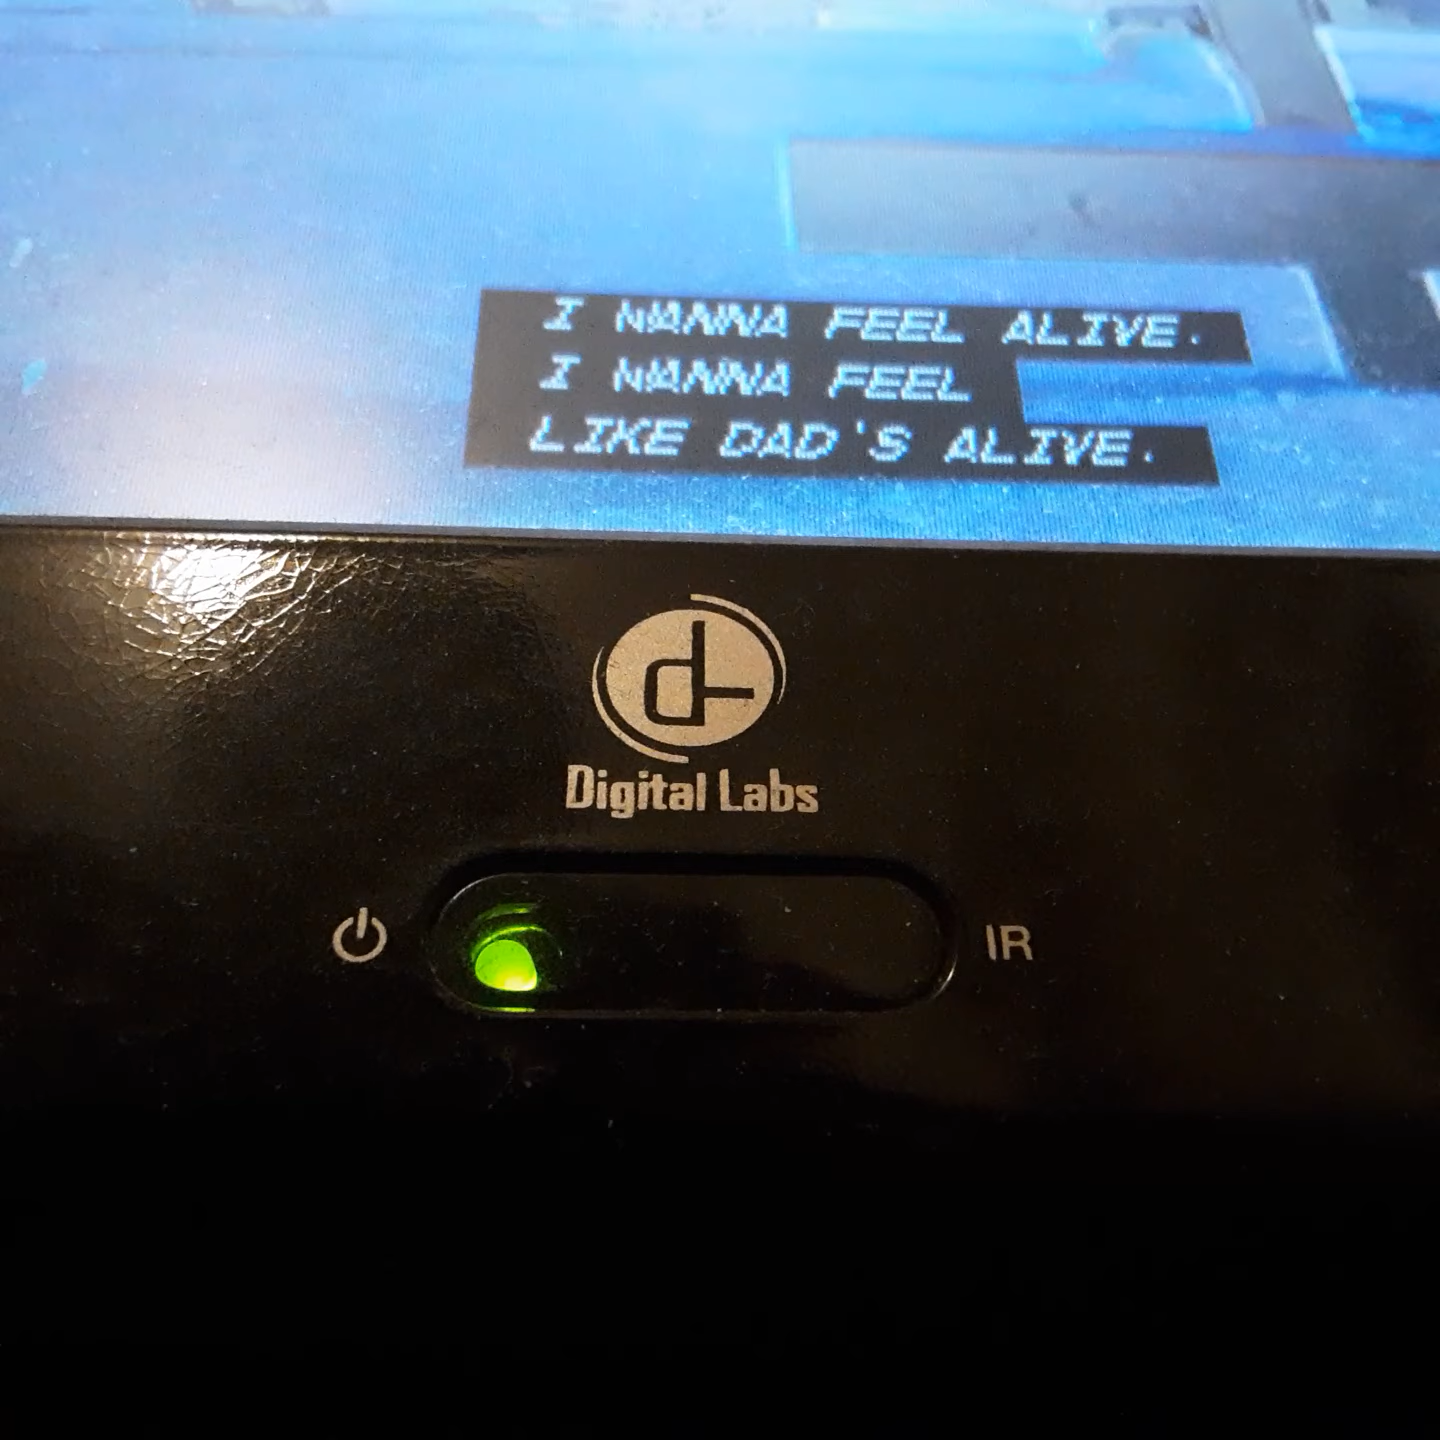 I WANNA FEEL ALIVE.
I WANNA FEEL
LIKE DAD'S ALIVE.
Digital Labs
IR